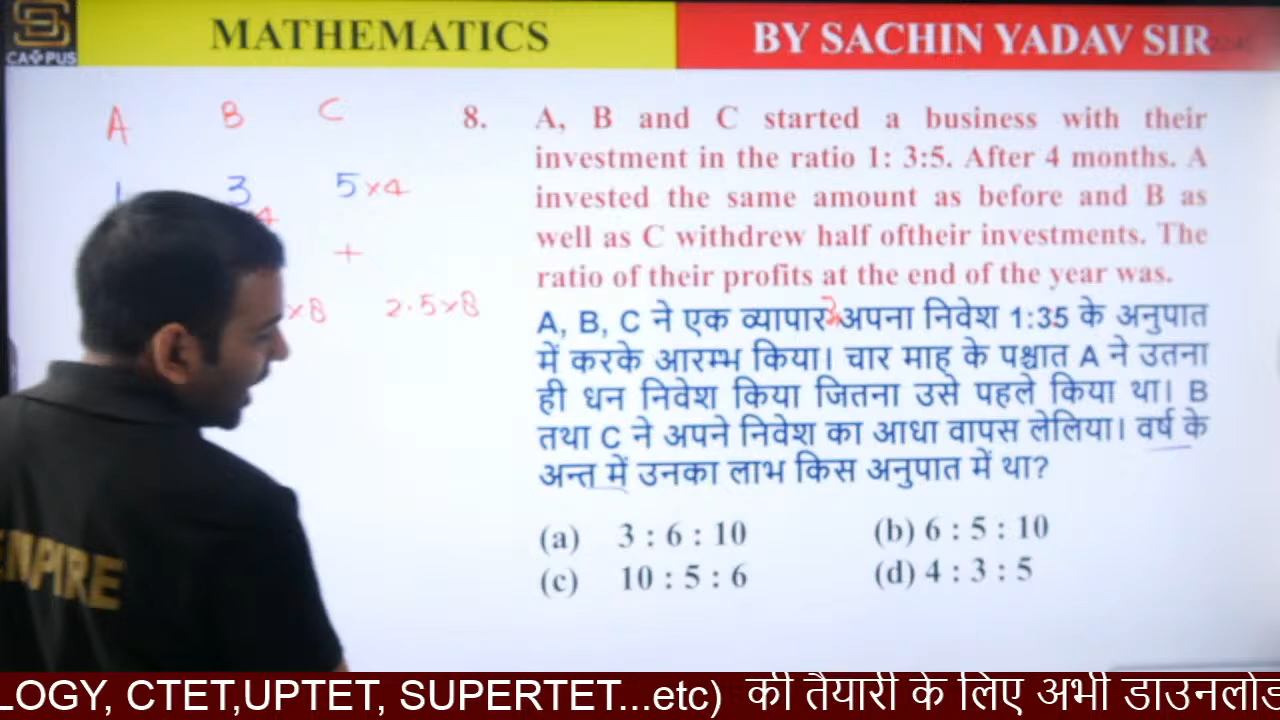 MATHEMATICS
BY SACHIN YADAV SIR
CAMPUS
A B C
3 5×4
4
+
×8 2.5×8
8. A, B and C started a business with their
investment in the ratio 1: 3:5. After 4 months. A
invested the same amount as before and B as
well as C withdrew half oftheir investments. The
ratio of their profits at the end of the year was.
A, B, C ने एक व्यापार अपना निवेश 1:35 के अनुपात
में करके आरम्भ किया। चार माह के पश्चात A ने उतना
ही धन निवेश किया जितना उसे पहले किया था। B
तथा C ने अपने निवेश का आधा वापस लेलिया। वर्ष के
अन्त में उनका लाभ किस अनुपात में था?
(a) 3 : 6 : 10 (b) 6 : 5 : 10
(c) 10 : 5 : 6 (d) 4 : 3 : 5
EMPIRE
LOGY, CTET,UPTET, SUPERTET...etc) की तैयारी के लिए अभी डाउनलोड